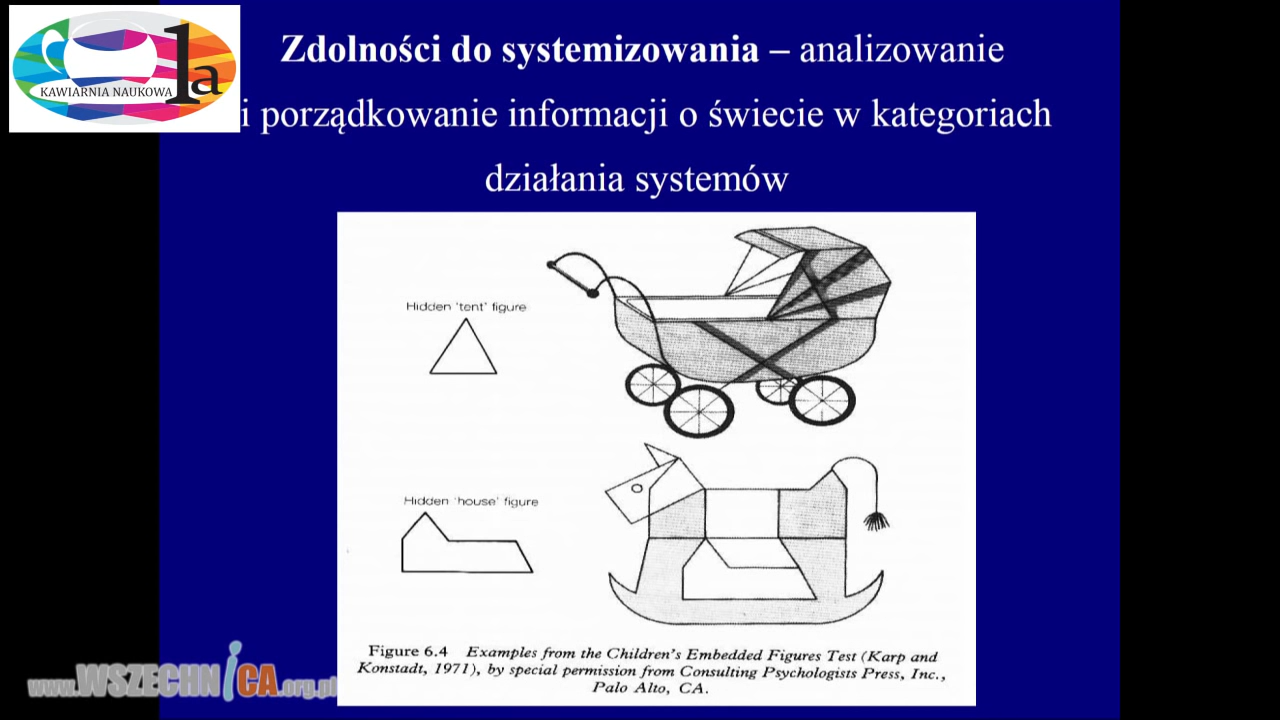 1a
KAWIARNIA NAUKOWA
Zdolności do systemizowania – analizowanie
i porządkowanie informacji o świecie w kategoriach
działania systemów
Hidden 'tent' figure
Hidden 'house' figure
Figure 6.4 Examples from the Children's Embedded Figures Test (Karp and
Konstadt, 1971), by special permission from Consulting Psychologists Press, Inc.,
Palo Alto, CA.
www.WSZECHNICA.org.pl